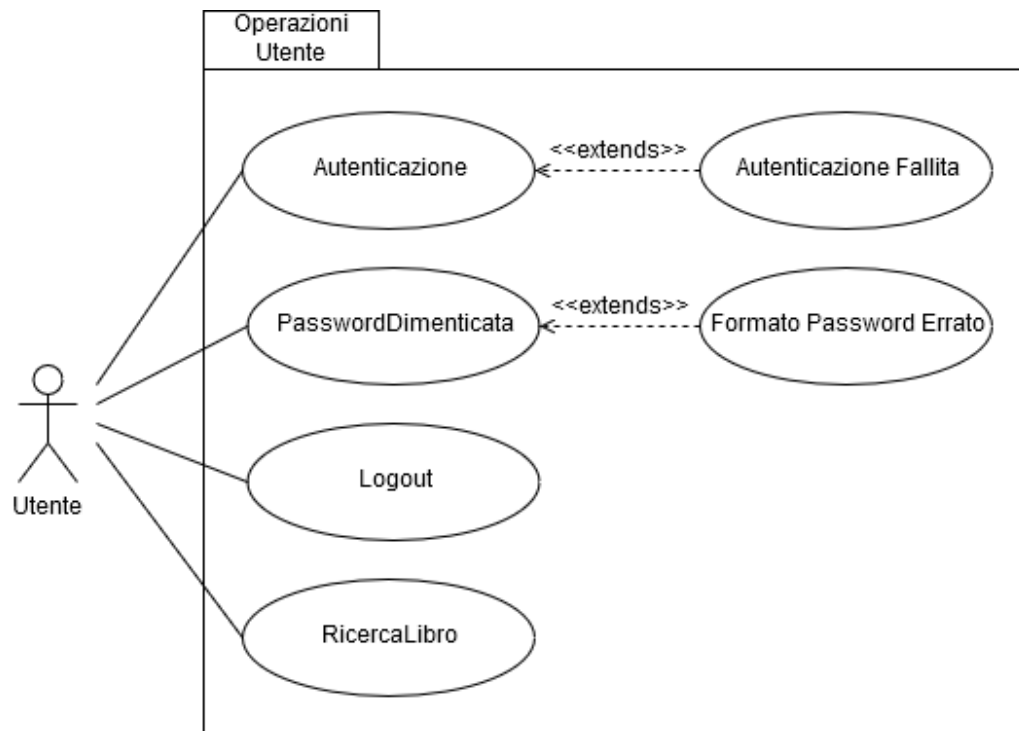 Operazioni
Utente
Autenticazione
<<extends>>
Autenticazione Fallita
PasswordDimenticata
<<extends>>
Formato Password Errato
Utente
Logout
RicercaLibro